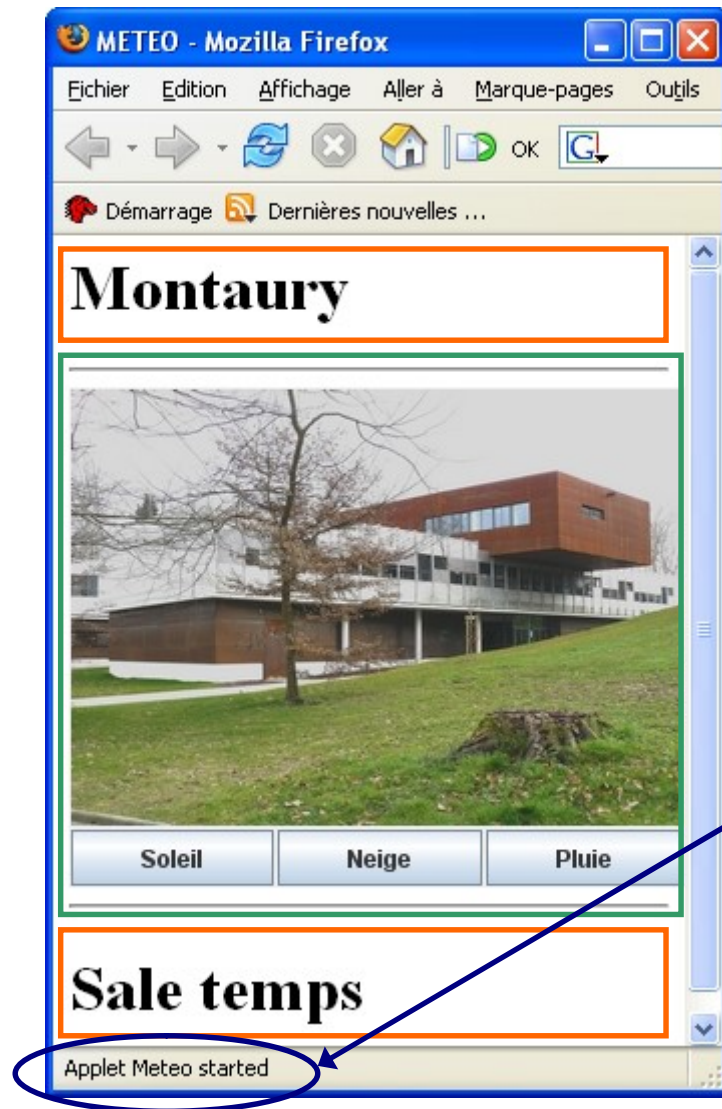 METEO - Mozilla Firefox
Fichier Edition Affichage Aller à Marque-pages Outils
OK G
Démarrage Dernières nouvelles ...
Montaury
Soleil Neige Pluie
Sale temps
Applet Meteo started